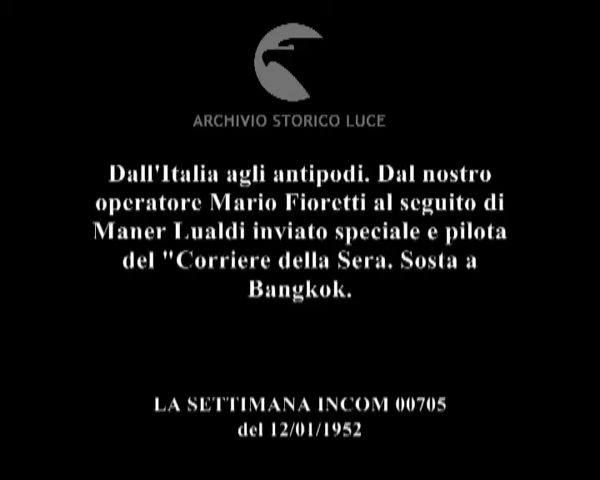 ARCHIVIO STORICO LUCE
Dall'Italia agli antipodi. Dal nostro
operatore Mario Fioretti al seguito di
Maner Lualdi inviato speciale e pilota
del "Corriere della Sera. Sosta a
Bangkok.
LA SETTIMANA INCOM 00705
del 12/01/1952